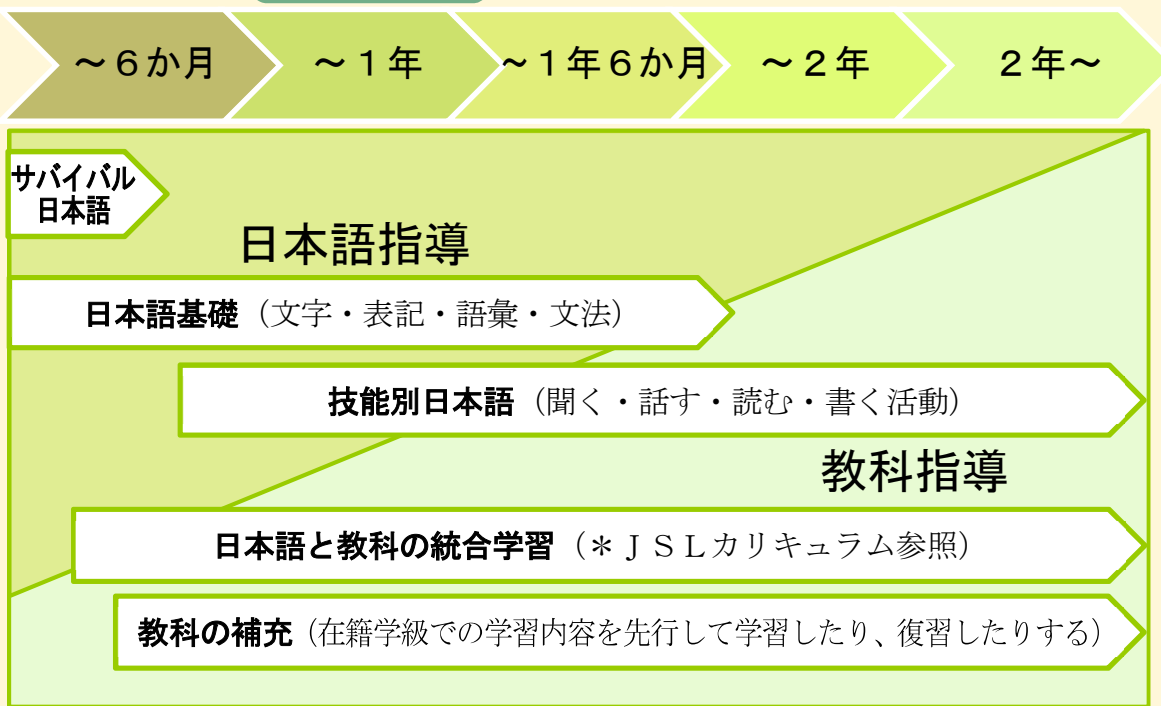 ～６か月
～１年
～１年６か月
～２年
２年～
サバイバル
日本語
日本語指導
日本語基礎（文字・表記・語彙・文法）
技能別日本語（聞く・話す・読む・書く活動）
教科指導
日本語と教科の統合学習（＊ＪＳＬカリキュラム参照）
教科の補充（在籍学級での学習内容を先行して学習したり、復習したりする）